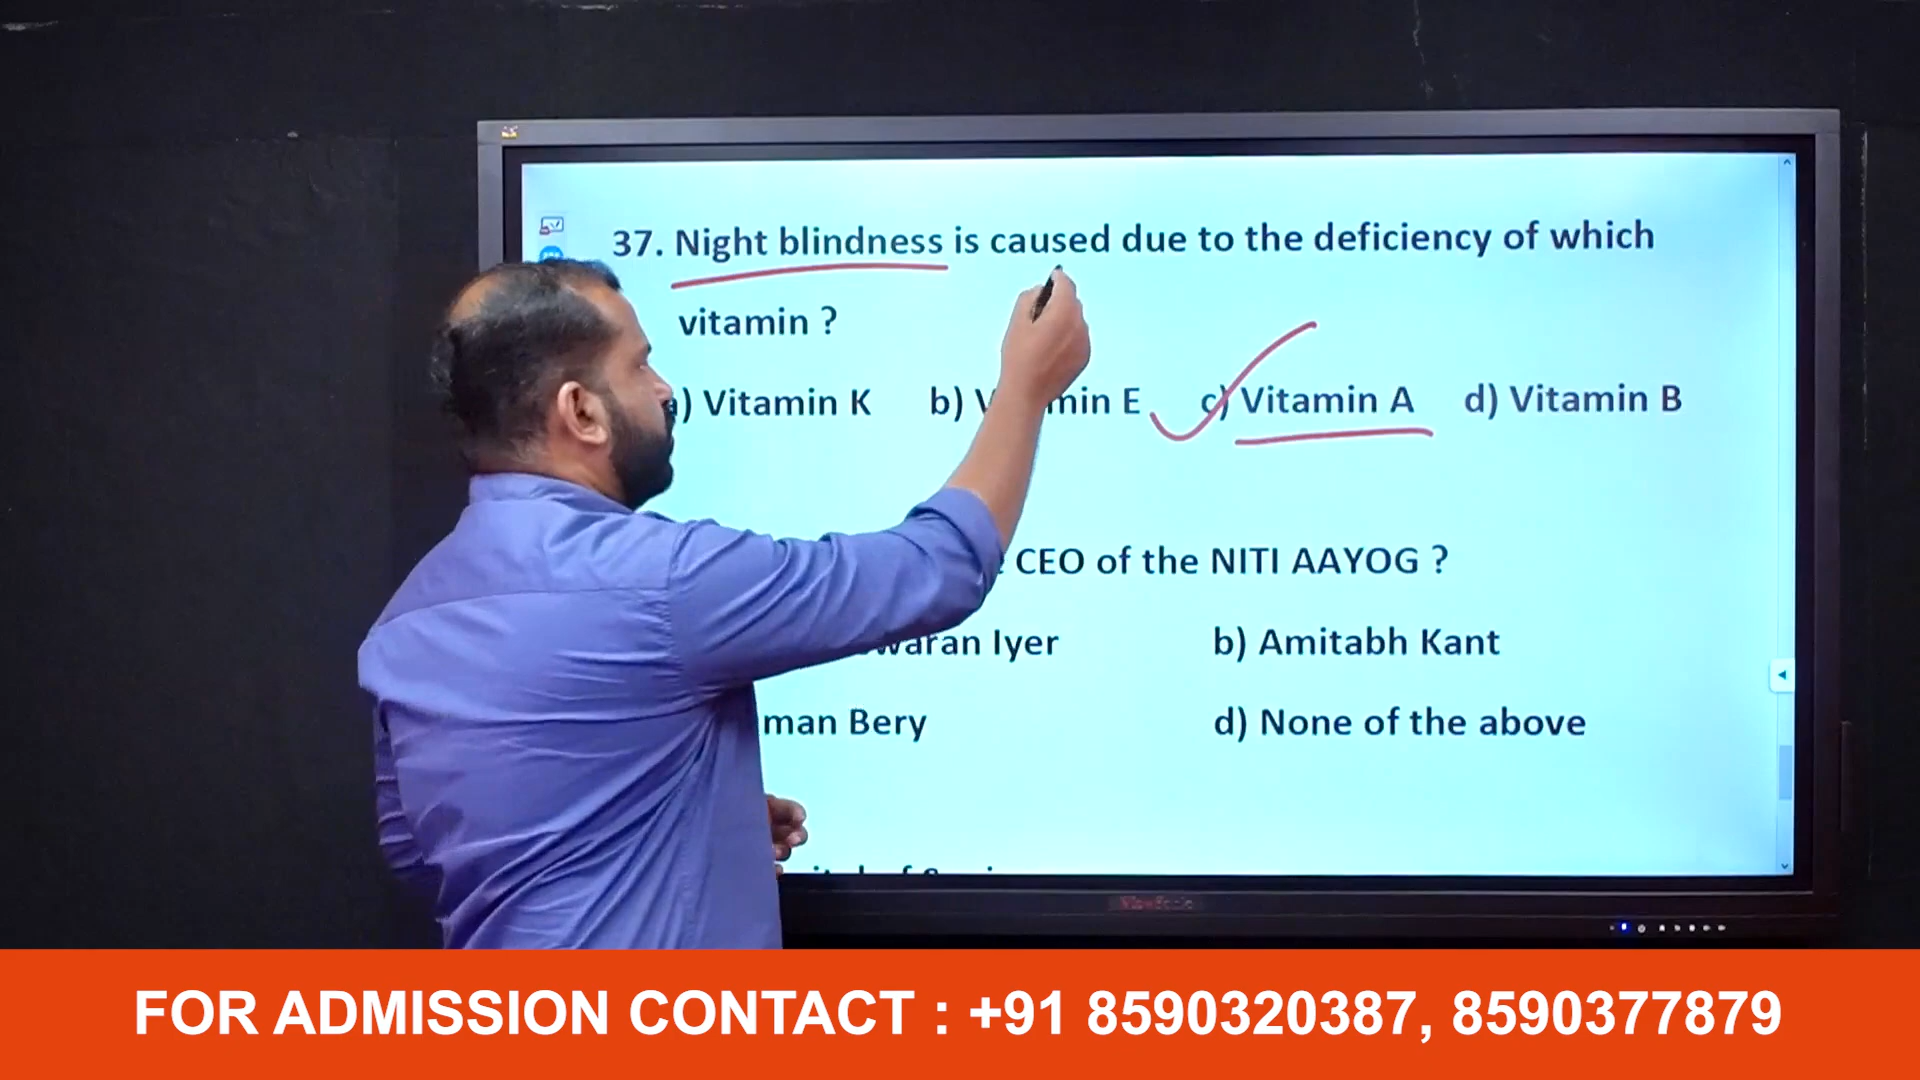 37. Night blindness is caused due to the deficiency of which
vitamin ?
) Vitamin K b) min E c) Vitamin A d) Vitamin B
CEO of the NITI AAYOG ?
waran Iyer b) Amitabh Kant
man Bery d) None of the above
ViewSonic
FOR ADMISSION CONTACT : +91 8590320387, 8590377879